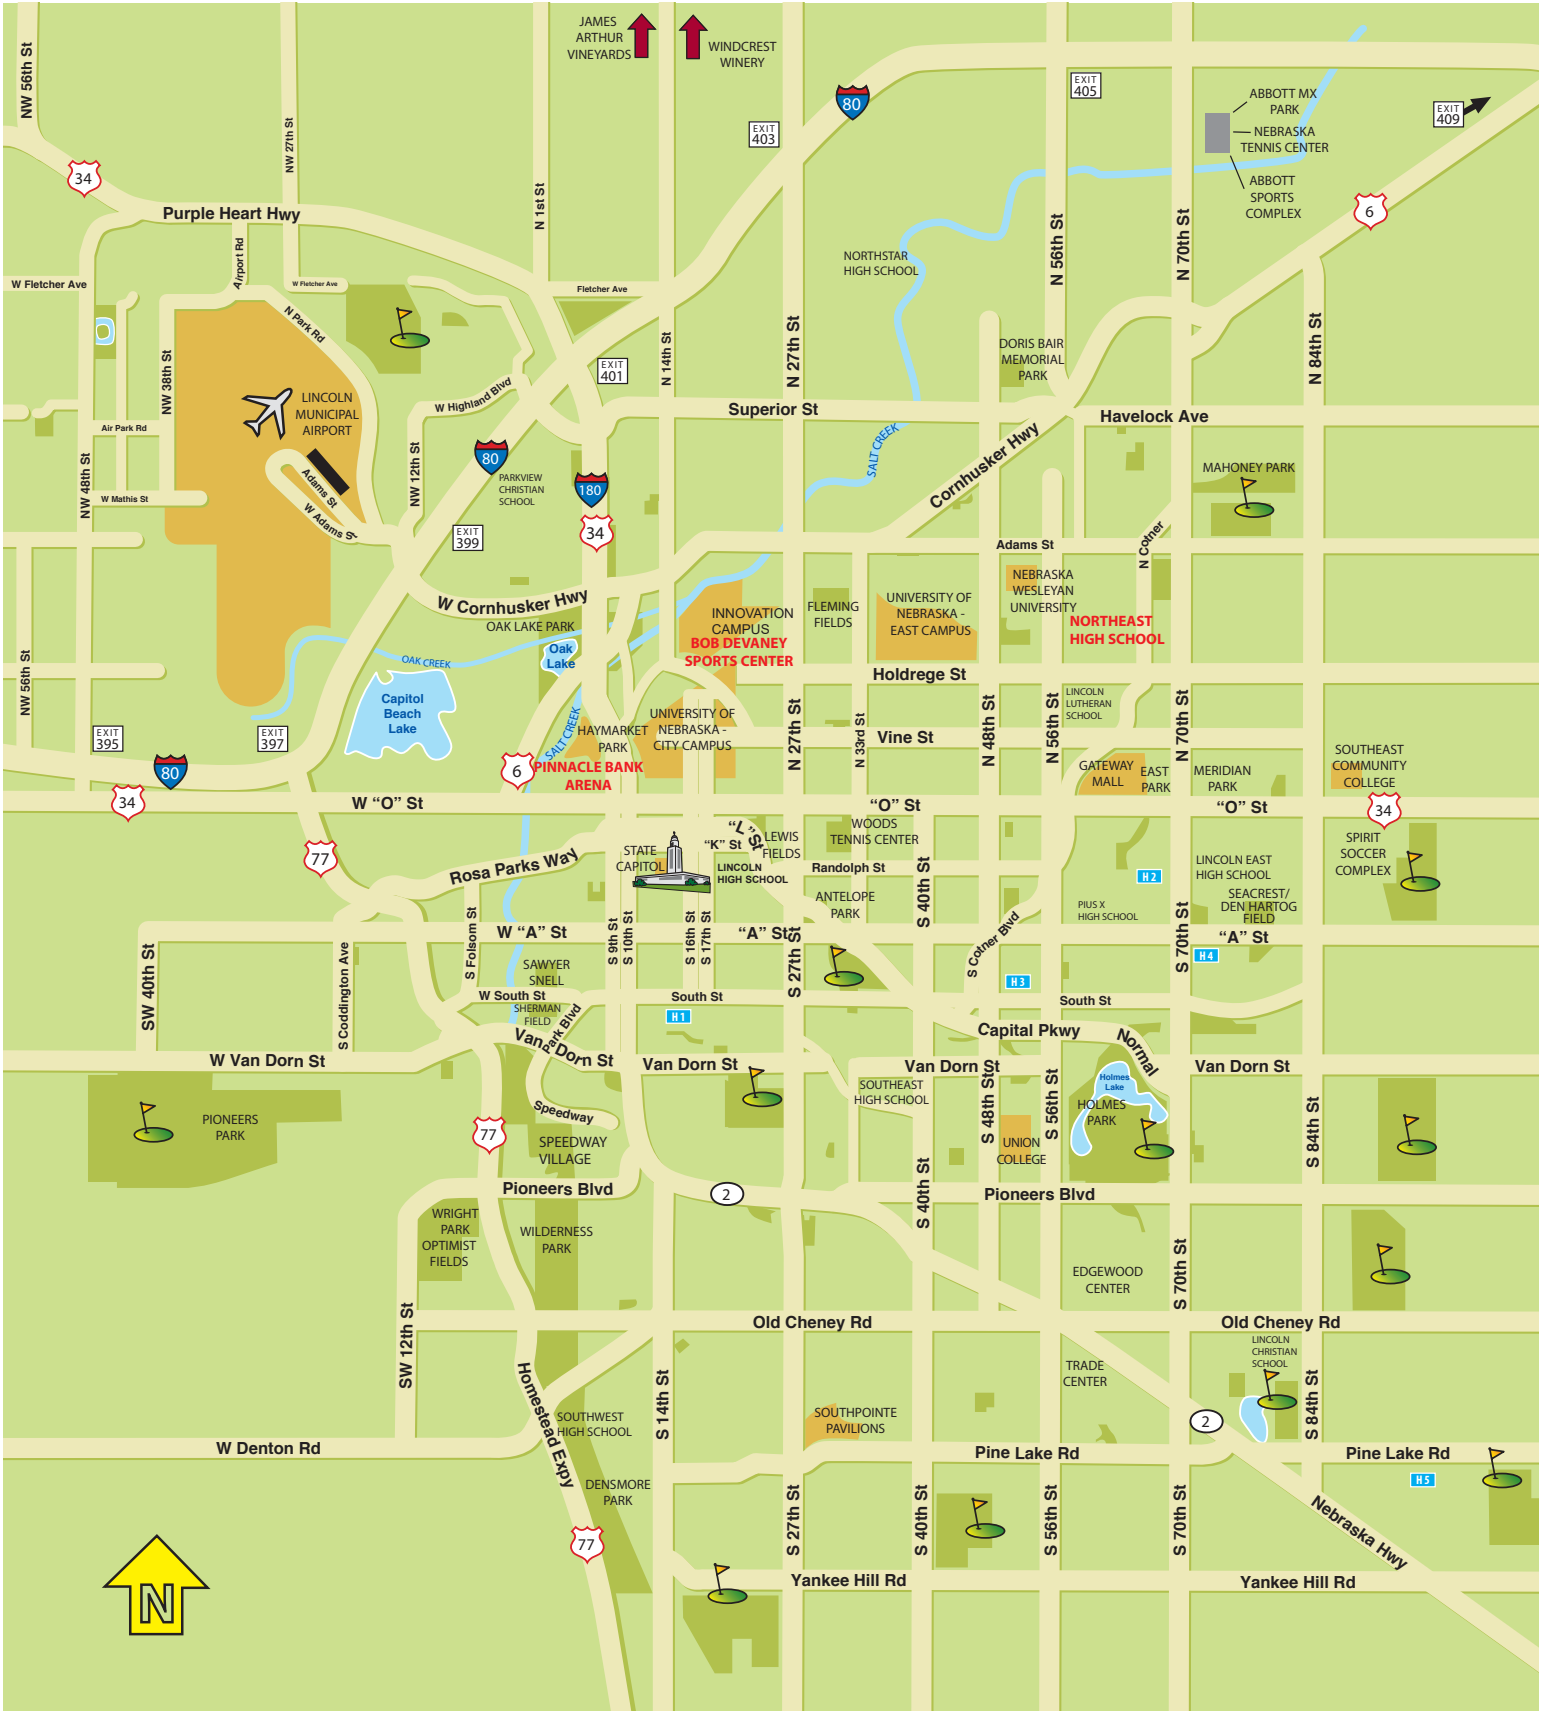 JAMES
ARTHUR
VINEYARDS
WINDCREST
WINERY
NW 56th St
NW 27th St
N 1st St
80
EXIT
403
EXIT
405
ABBOTT MX
PARK
NEBRASKA
TENNIS CENTER
ABBOTT
SPORTS
COMPLEX
EXIT
409
34
6
Purple Heart Hwy
Airport Rd
W Fletcher Ave
W Fletcher Ave
Fletcher Ave
N Park Rd
NORTHSTAR
HIGH SCHOOL
N 56th St
N 70th St
N 84th St
N 14th St
N 27th St
DORIS BAIR
MEMORIAL
PARK
EXIT
401
NW 38th St
LINCOLN
MUNICIPAL
AIRPORT
W Highland Blvd
Superior St
Havelock Ave
Air Park Rd
SALT CREEK
Cornhusker Hwy
NW 48th St
NW 12th St
80
PARKVIEW
CHRISTIAN
SCHOOL
180
34
MAHONEY PARK
Adams St
W Adams St
W Mathis St
EXIT
399
Adams St
N Cotner
W Cornhusker Hwy
OAK LAKE PARK
INNOVATION
CAMPUS
BOB DEVANEY
SPORTS CENTER
FLEMING
FIELDS
UNIVERSITY OF
NEBRASKA -
EAST CAMPUS
NEBRASKA
WESLEYAN
UNIVERSITY
NORTHEAST
HIGH SCHOOL
OAK CREEK
Oak
Lake
Holdrege St
NW 56th St
Capitol
Beach
Lake
SALT CREEK
HAYMARKET
PARK
UNIVERSITY OF
NEBRASKA -
CITY CAMPUS
N 27th St
N 33rd St
N 48th St
N 56th St
LINCOLN
LUTHERAN
SCHOOL
N 70th St
Vine St
EXIT
395
EXIT
397
80
6
PINNACLE BANK
ARENA
GATEWAY
MALL
EAST
PARK
MERIDIAN
PARK
SOUTHEAST
COMMUNITY
COLLEGE
34
W “O” St
“O” St
“O” St
34
77
Rosa Parks Way
STATE
CAPITOL
“K” St
“L” St
LINCOLN
HIGH SCHOOL
LEWIS
FIELDS
WOODS
TENNIS CENTER
Randolph St
ANTELOPE
PARK
S 40th St
H 2
LINCOLN EAST
HIGH SCHOOL
SPIRIT
SOCCER
COMPLEX
PIUS X
HIGH SCHOOL
SEACREST/
DEN HARTOG
FIELD
W “A” St
“A” St
“A” St
S Folsom St
S 9th St
S 10th St
S 16th St
S 17th St
S 27th St
S Cotner Blvd
S 70th St
H 4
SW 40th St
S Coddington Ave
SAWYER
SNELL
W South St
South St
South St
H 3
SHERMAN
FIELD
Park Blvd
H 1
Capital Pkwy
Normal
W Van Dorn St
Van Dorn St
Van Dorn St
Van Dorn St
Van Dorn St
SOUTHEAST
HIGH SCHOOL
Holmes
Lake
HOLMES
PARK
PIONEERS
PARK
77
Speedway
SPEEDWAY
VILLAGE
S 48th St
S 56th St
UNION
COLLEGE
S 84th St
Pioneers Blvd
2
Pioneers Blvd
S 40th St
WRIGHT
PARK
OPTIMIST
FIELDS
WILDERNESS
PARK
EDGEWOOD
CENTER
S 70th St
SW 12th St
Old Cheney Rd
Old Cheney Rd
LINCOLN
CHRISTIAN
SCHOOL
Homestead Expy
TRADE
CENTER
SOUTHWEST
HIGH SCHOOL
S 14th St
SOUTHPOINTE
PAVILIONS
2
S 84th St
W Denton Rd
Pine Lake Rd
Pine Lake Rd
H 5
DENSMORE
PARK
S 27th St
S 40th St
S 56th St
S 70th St
Nebraska Hwy
77
Yankee Hill Rd
Yankee Hill Rd
N